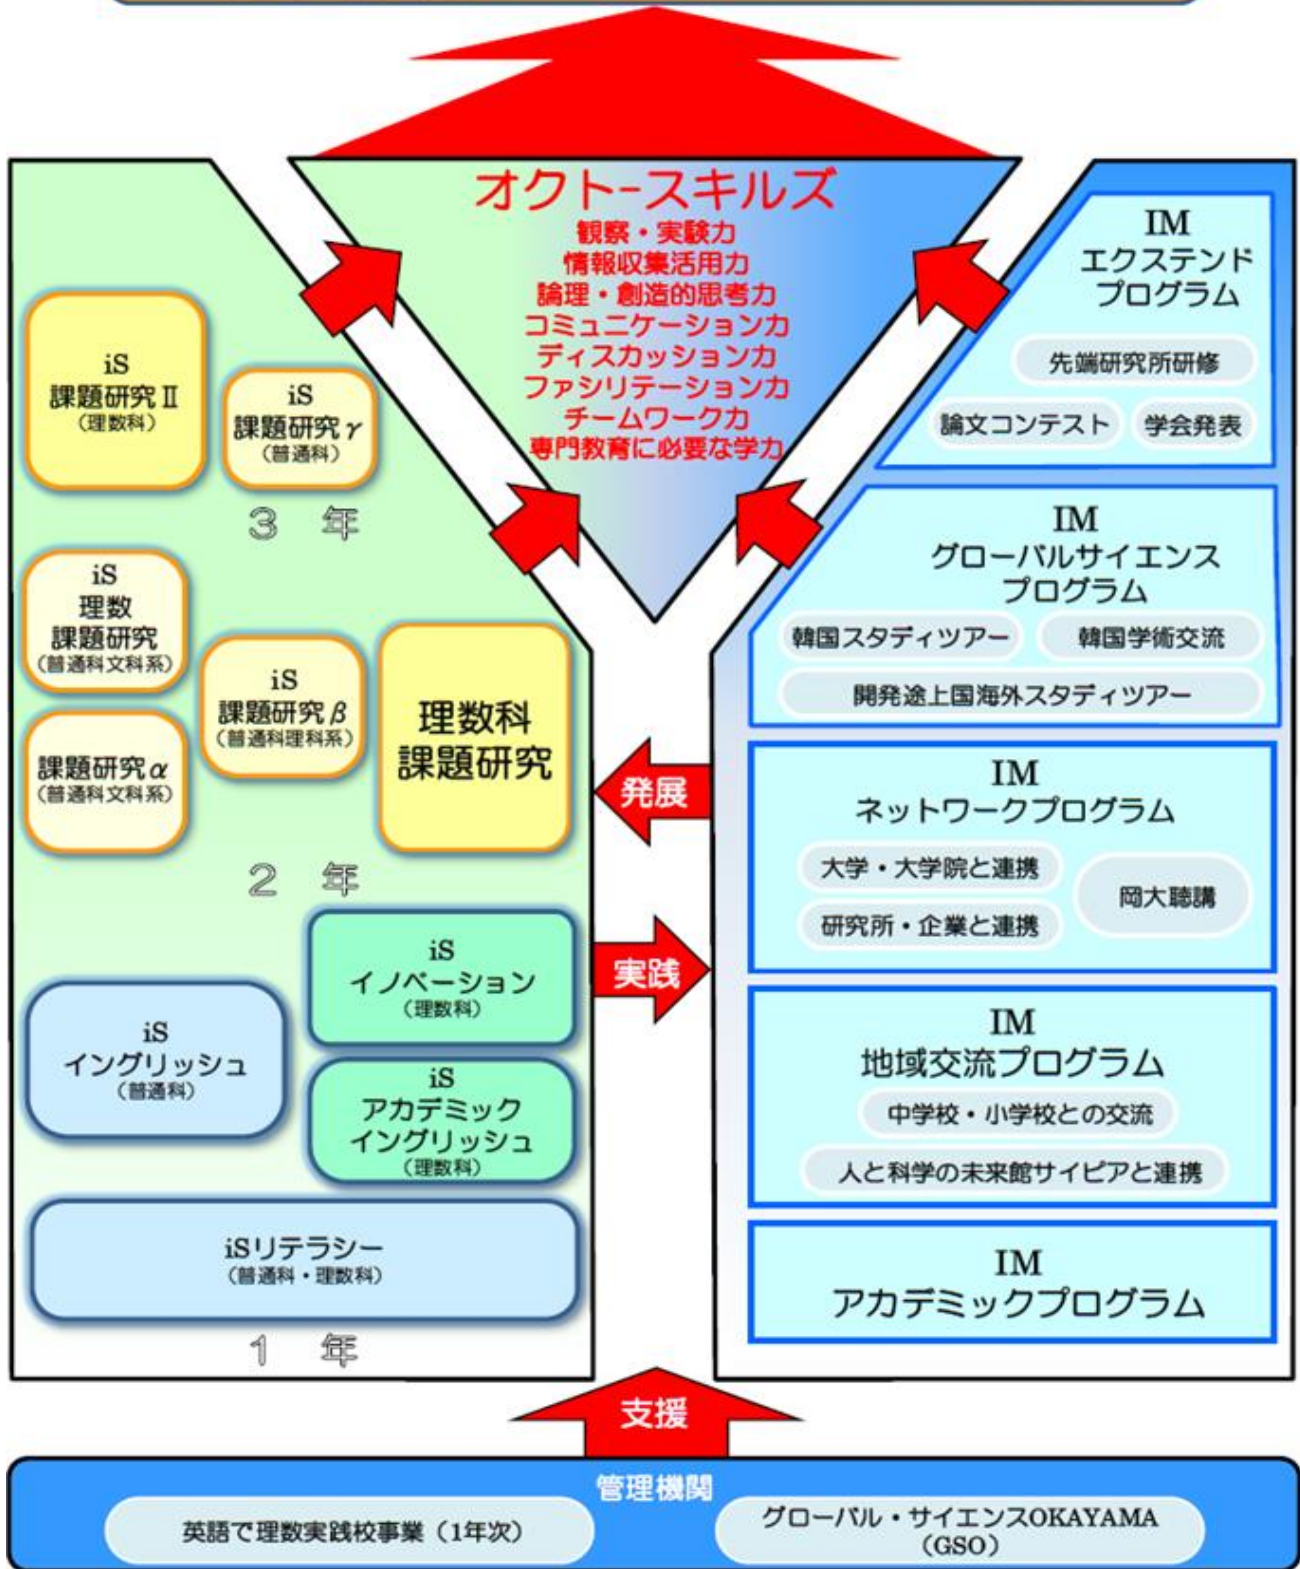 オクト-スキルズ
観察・実験力
情報収集活用力
論理・創造的思考力
コミュニケーション力
ディスカッション力
ファシリテーション力
チームワーク力
専門教育に必要な学力
iS
課題研究Ⅱ
(理数科)
iS
課題研究γ
(普通科)
3 年
iS
理数
課題研究
(普通科文科系)
課題研究α
(普通科文科系)
iS
課題研究β
(普通科理科系)
理数科
課題研究
2 年
iS
イノベーション
(理数科)
iS
イングリッシュ
(普通科)
iS
アカデミック
イングリッシュ
(理数科)
iSリテラシー
(普通科・理数科)
1 年
発展
実践
IM
エクステンド
プログラム
先端研究所研修
論文コンテスト
学会発表
IM
グローバルサイエンス
プログラム
韓国スタディツアー
韓国学術交流
開発途上国海外スタディツアー
IM
ネットワークプログラム
大学・大学院と連携
研究所・企業と連携
岡大聴講
IM
地域交流プログラム
中学校・小学校との交流
人と科学の未来館サイピアと連携
IM
アカデミックプログラム
支援
管理機関
英語で理数実践校事業(1年次)
グローバル・サイエンスOKAYAMA
(GSO)